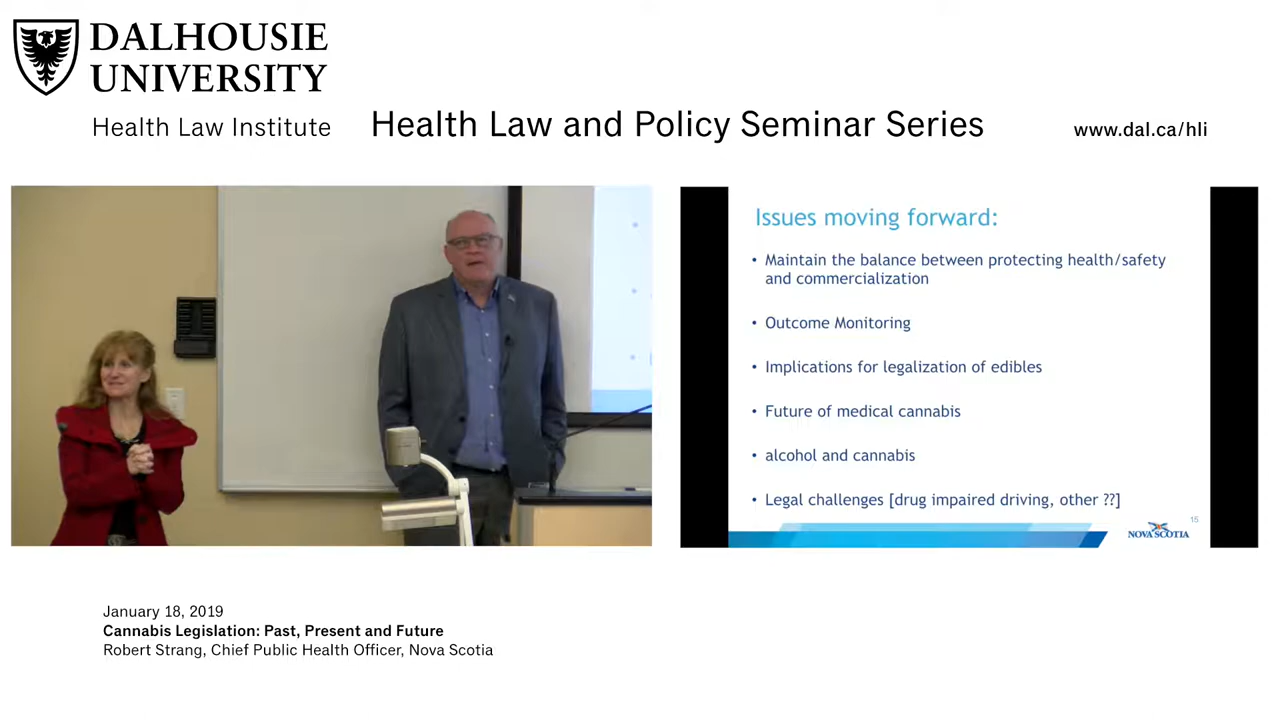 DALHOUSIE
UNIVERSITY
Health Law Institute
Health Law and Policy Seminar Series
www.dal.ca/hli
Issues moving forward:
• Maintain the balance between protecting health/safety
and commercialization
• Outcome Monitoring
• Implications for legalization of edibles
• Future of medical cannabis
• alcohol and cannabis
• Legal challenges [drug impaired driving, other ??]
15
NOVA SCOTIA
January 18, 2019
Cannabis Legislation: Past, Present and Future
Robert Strang, Chief Public Health Officer, Nova Scotia